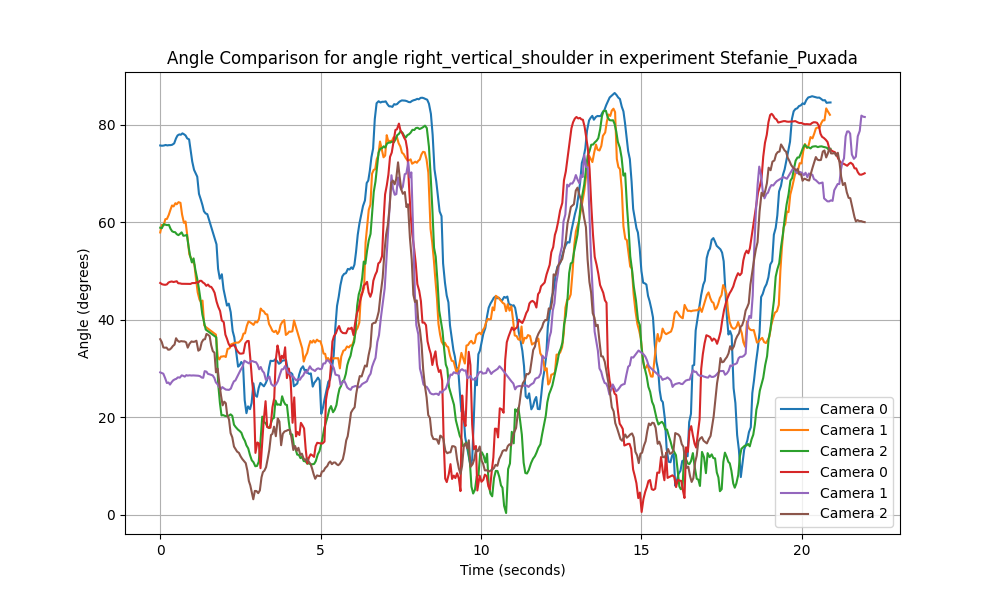 Angle Comparison for angle right_vertical_shoulder in experiment Stefanie_Puxada
Angle (degrees)
80
60
40
20
0
0 5 10 15 20
Time (seconds)
Camera 0
Camera 1
Camera 2
Camera 0
Camera 1
Camera 2